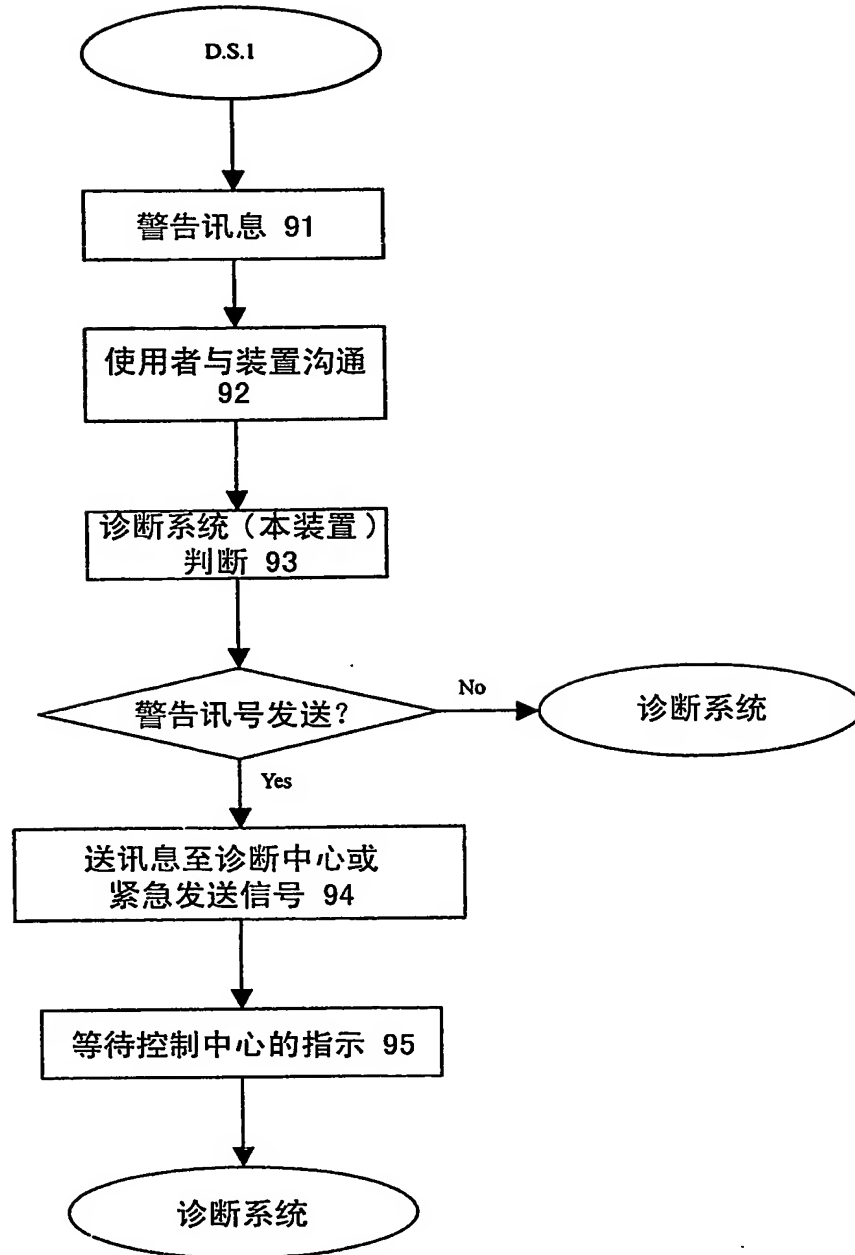 D.S.1
警告讯息 91
使用者与装置沟通
92
诊断系统（本装置）
判断 93
警告讯号发送？
No
诊断系统
Yes
送讯息至诊断中心或
紧急发送信号 94
等待控制中心的指示 95
诊断系统